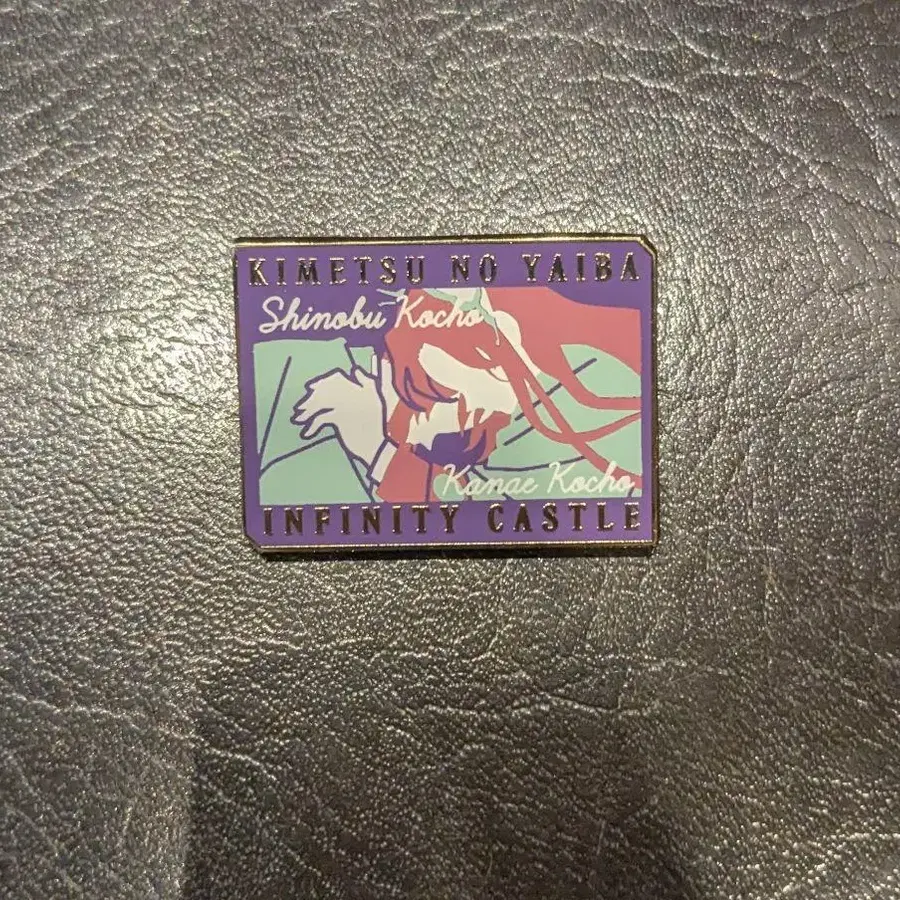 KIMETSU NO YAIBA
Shinobu Kocho
Kanae Kocho
INFINITY CASTLE